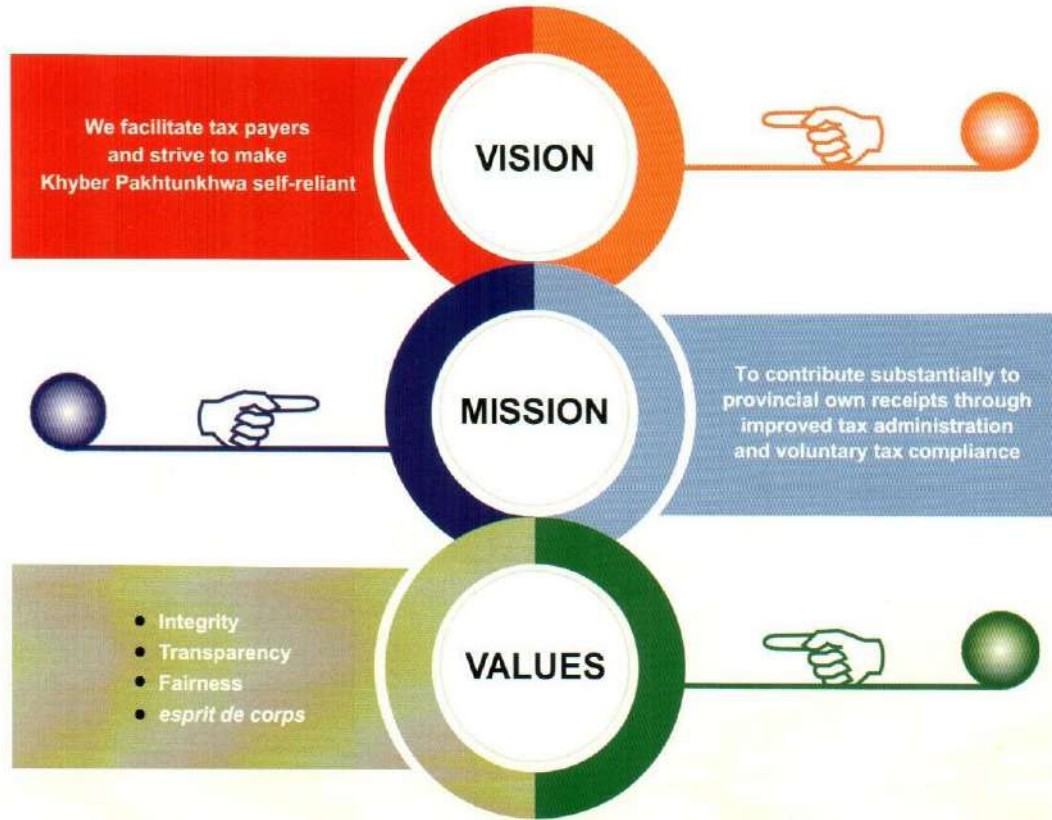 We facilitate tax payers
and strive to make
Khyber Pakhtunkhwa self-reliant
VISION
MISSION
To contribute substantially to
provincial own receipts through
improved tax administration
and voluntary tax compliance
• Integrity
• Transparency
• Fairness
• esprit de corps
VALUES